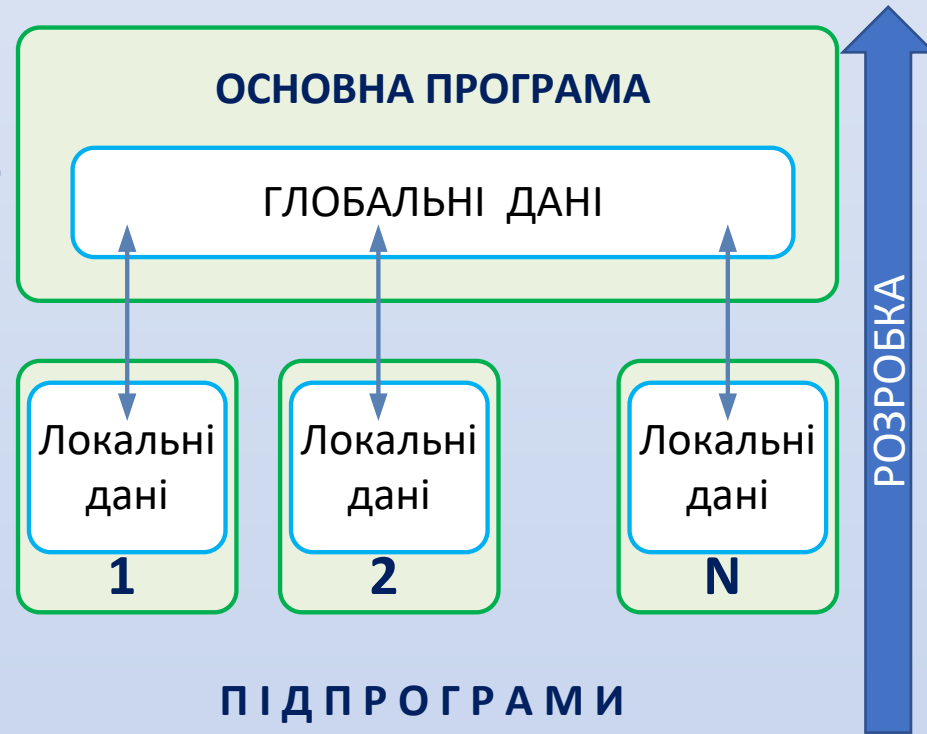 ОСНОВНА ПРОГРАМА
ГЛОБАЛЬНІ ДАНІ
Локальні
дані
1
Локальні
дані
2
Локальні
дані
N
ПІДПРОГРАМИ
РОЗРОБКА